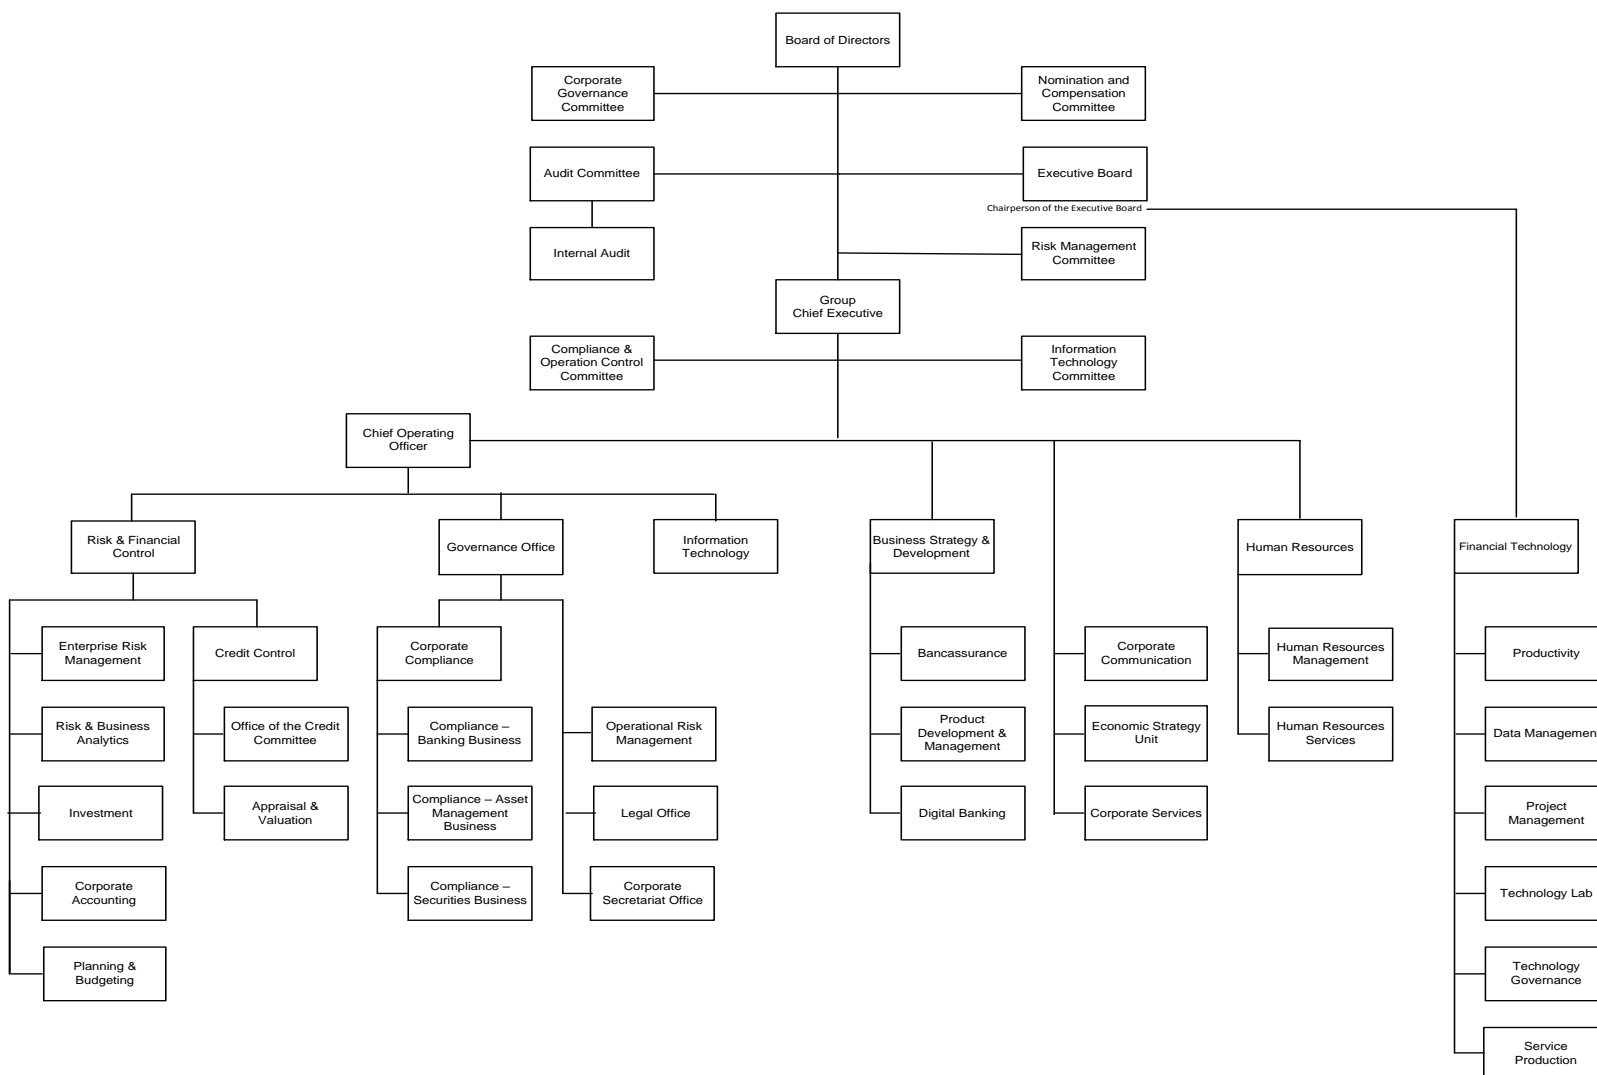 Board of Directors
Corporate
Governance
Committee
Nomination and
Compensation
Committee
Audit Committee
Executive Board
Chairperson of the Executive Board
Internal Audit
Risk Management
Committee
Group
Chief Executive
Compliance &
Operation Control
Committee
Information
Technology
Committee
Chief Operating
Officer
Risk & Financial
Control
Governance Office
Information
Technology
Business Strategy &
Development
Human Resources
Financial Technology
Enterprise Risk
Management
Credit Control
Corporate
Compliance
Bancassurance
Corporate
Communication
Human Resources
Management
Productivity
Risk & Business
Analytics
Office of the Credit
Committee
Compliance –
Banking Business
Operational Risk
Management
Product
Development &
Management
Economic Strategy
Unit
Human Resources
Services
Data Management
Investment
Appraisal &
Valuation
Compliance – Asset
Management
Business
Legal Office
Digital Banking
Corporate Services
Project
Management
Corporate
Accounting
Compliance –
Securities Business
Corporate
Secretariat Office
Technology Lab
Planning &
Budgeting
Technology
Governance
Service
Production